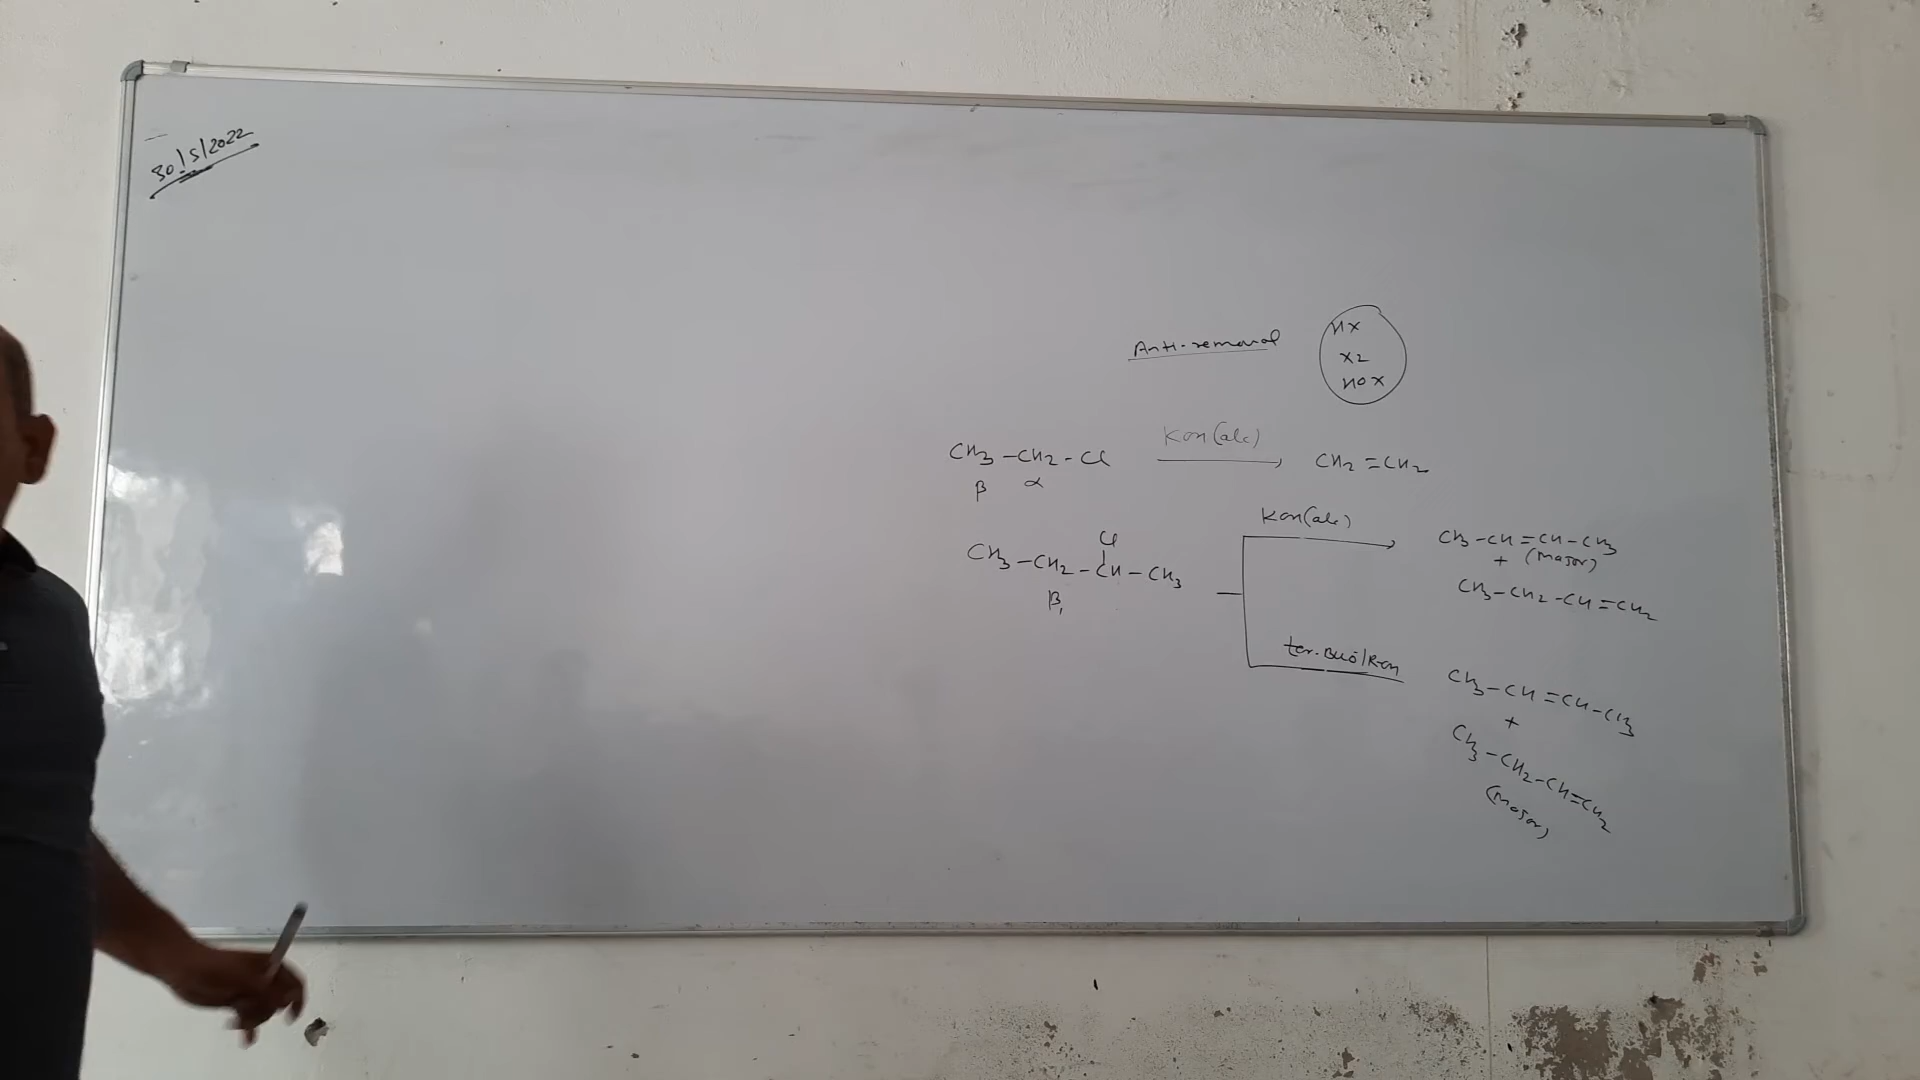 30/5/2022
Anti-removal
HX
X2
HOX
CH3-CH2-Cl KOH(alc) CH2=CH2
β α
KOH(alc)
Cl
CH3-CH2-CH-CH3
β1
CH3-CH=CH-CH3
+ (Major)
CH3-CH2-CH=CH2
ter.BuO/ROH
CH3-CH=CH-CH3
+
CH3-CH2-CH=CH2
(Major)